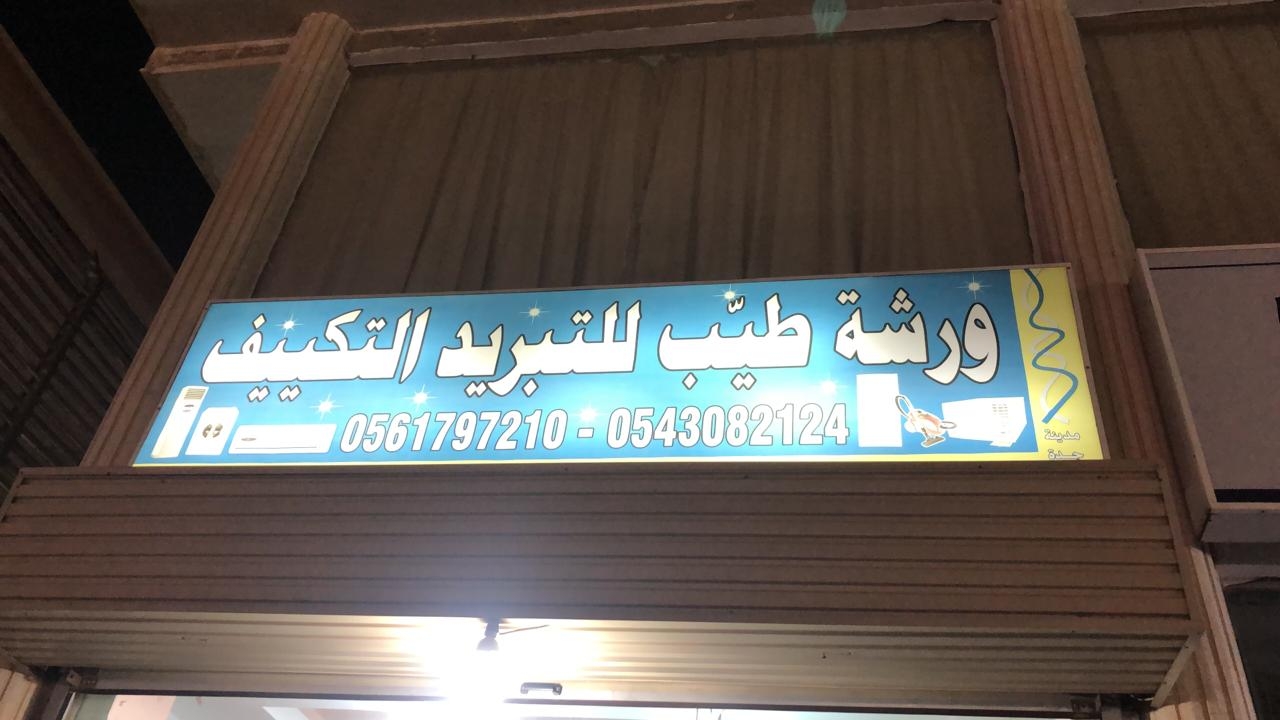 ورشة طيّب للتبريد التكييف
0561797210 - 0543082124
مدينة
جدة